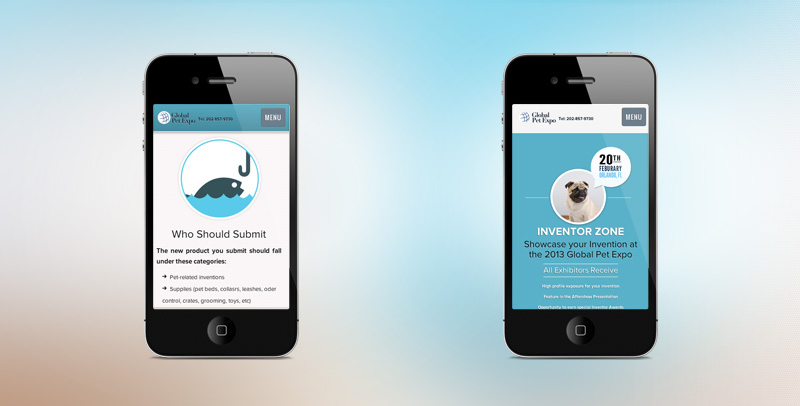 Global
Pet Expo
Tel: 202-857-9730
MENU
Who Should Submit
The new product you submit should fall
under these categories:
Pet-related inventions
Supplies (pet beds, collasrs, leashes, oder
control, crates, grooming, toys, etc)
Global
Pet Expo
Tel: 202-857-9730
MENU
20TH
FEBURARY
ORLANDO, FL
INVENTOR ZONE
Showcase your Invention at
the 2013 Global Pet Expo
All Exhibitors Receive
High profile exposure for your invention
Feature in the Aftershow Presentation
Opportunity to earn special Inventor Awards